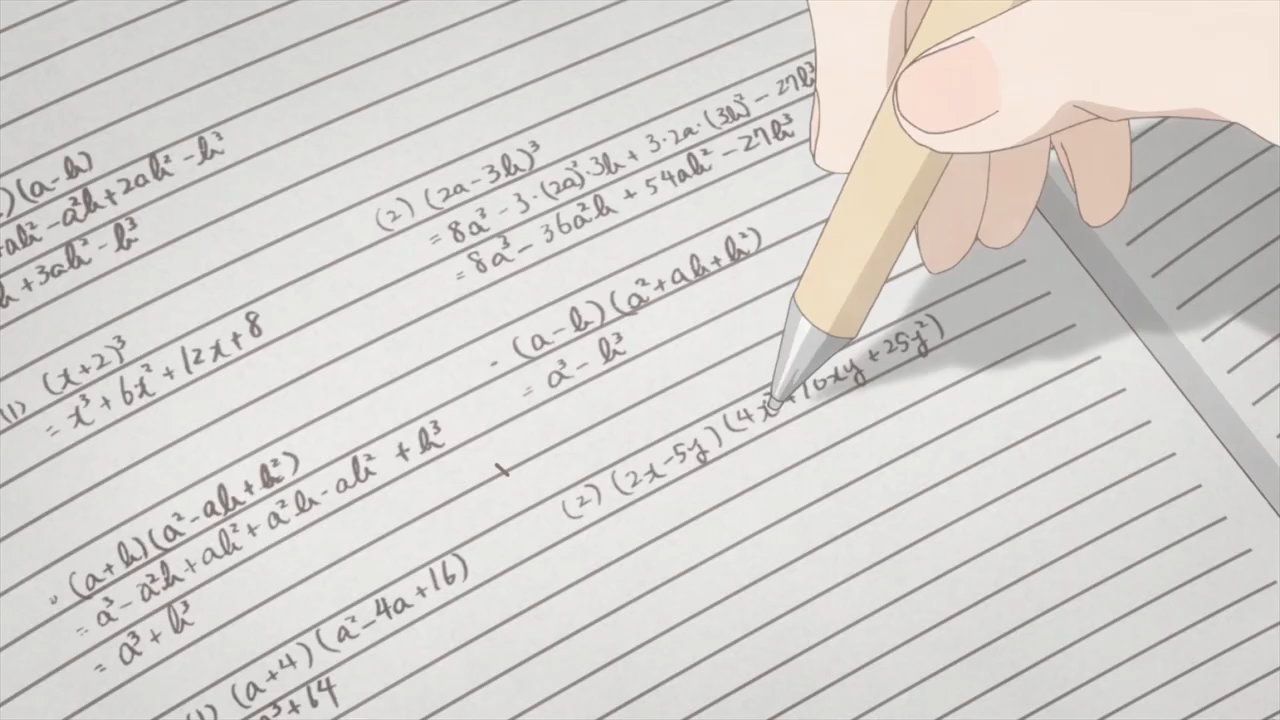 )(a-b)
+ab²-a²b+2ab²-b³
b+3ab²-b³
(1) (x+2)³
= x³+6x²+12x+8
(2) (2a-3b)³
= 8a³-3·(2a)²·3b+3·2a·(3b)²-27b³
= 8a³-36a²b+54ab²-27b³
· (a+b)(a²-ab+b²)
= a³-a²b+ab²+a²b-ab²+b³
= a³+b³
· (a-b)(a²+ab+b²)
= a³-b³
(1) (a+4)(a²-4a+16)
a³+64
(2) (2x-5y)(4x²+10xy+25y²)